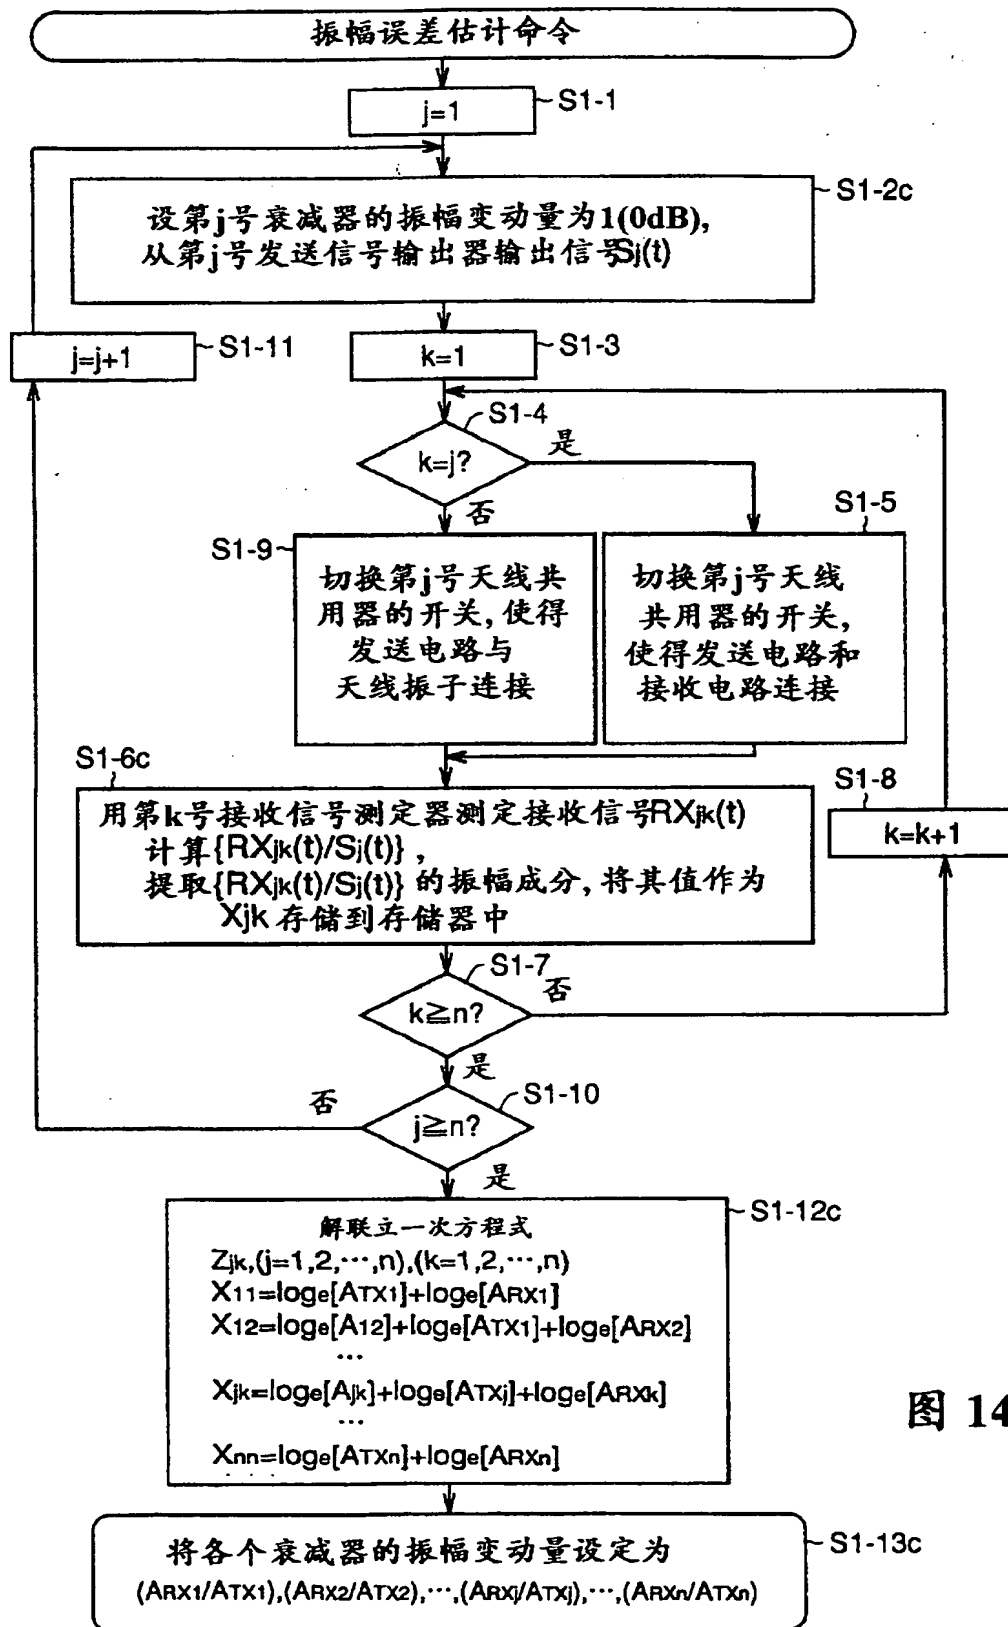 振幅误差估计命令
j=1
S1-1
S1-2c
设第j号衰减器的振幅变动量为1(0dB),
从第j号发送信号输出器输出信号Sj(t)
j=j+1
S1-11
k=1
S1-3
S1-4
k=j?
是
否
S1-5
S1-9
切换第j号天线共
用器的开关,使得
发送电路与
天线振子连接
切换第j号天线
共用器的开关,
使得发送电路和
接收电路连接
S1-6c
用第k号接收信号测定器测定接收信号RXjk(t)
计算{RXjk(t)/Sj(t)},
提取{RXjk(t)/Sj(t)}的振幅成分,将其值作为
Xjk存储到存储器中
S1-8
k=k+1
S1-7
k≧n?
否
是
S1-10
j≧n?
否
是
S1-12c
解联立一次方程式
Zjk,(j=1,2,···,n),(k=1,2,···,n)
X11=loge[ATX1]+loge[ARX1]
X12=loge[A12]+loge[ATX1]+loge[ARX2]
···
Xjk=loge[Ajk]+loge[ATXj]+loge[ARXk]
···
Xnn=loge[ATXn]+loge[ARXn]
图 14
S1-13c
将各个衰减器的振幅变动量设定为
(ARX1/ATX1),(ARX2/ATX2),···,(ARXj/ATXj),···,(ARXn/ATXn)